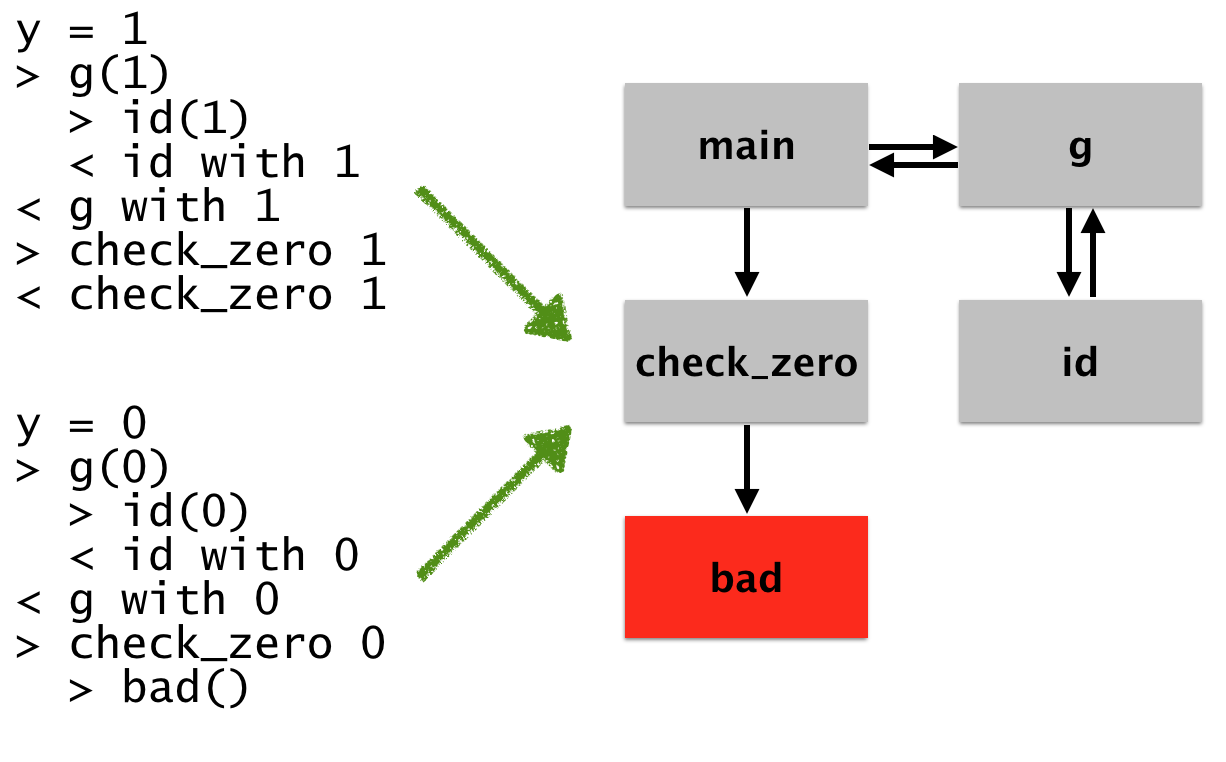 y = 1
> g(1)
  > id(1)
  < id with 1
< g with 1
> check_zero 1
< check_zero 1
y = 0
> g(0)
  > id(0)
  < id with 0
< g with 0
> check_zero 0
  > bad()
main
g
check_zero
id
bad